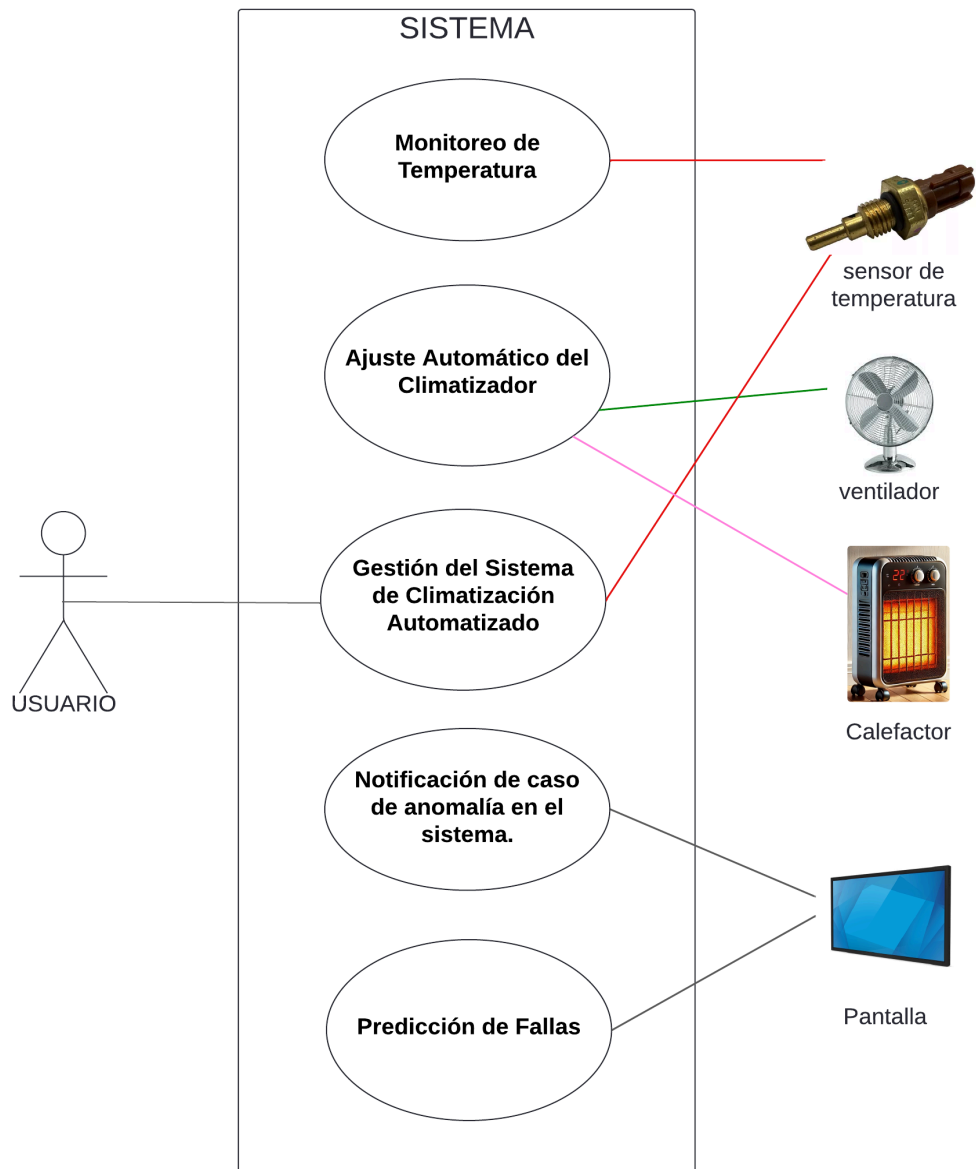 SISTEMA
Monitoreo de
Temperatura
sensor de
temperatura
Ajuste Automático del
Climatizador
ventilador
Gestión del Sistema
de Climatización
Automatizado
USUARIO
22
Calefactor
Notificación de caso
de anomalía en el
sistema.
Pantalla
Predicción de Fallas